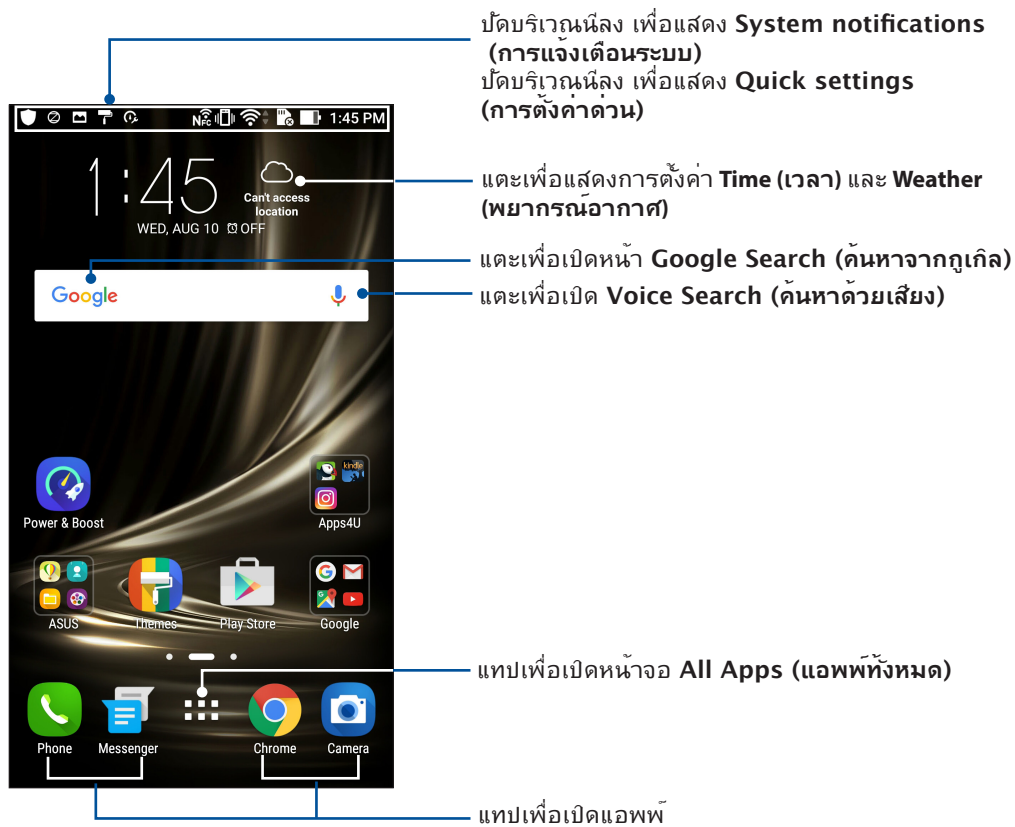 ปัดบริเวณนี้ลง เพื่อแสดง System notifications
(การแจ้งเตือนระบบ)
ปัดบริเวณนี้ลง เพื่อแสดง Quick settings
(การตั้งค่าด่วน)
NFC
1:45 PM
1:45
Can't access
location
WED, AUG 10 OFF
แตะเพื่อแสดงการตั้งค่า Time (เวลา) และ Weather
(พยากรณ์อากาศ)
แตะเพื่อเปิดหน้า Google Search (ค้นหาจากกูเกิล)
Google
แตะเพื่อเปิด Voice Search (ค้นหาด้วยเสียง)
kindle
Power & Boost
Apps4U
ASUS
Themes
Play Store
Google
แทปเพื่อเปิดหน้าจอ All Apps (แอพพ์ทั้งหมด)
Phone
Messenger
Chrome
Camera
แทปเพื่อเปิดแอพพ์